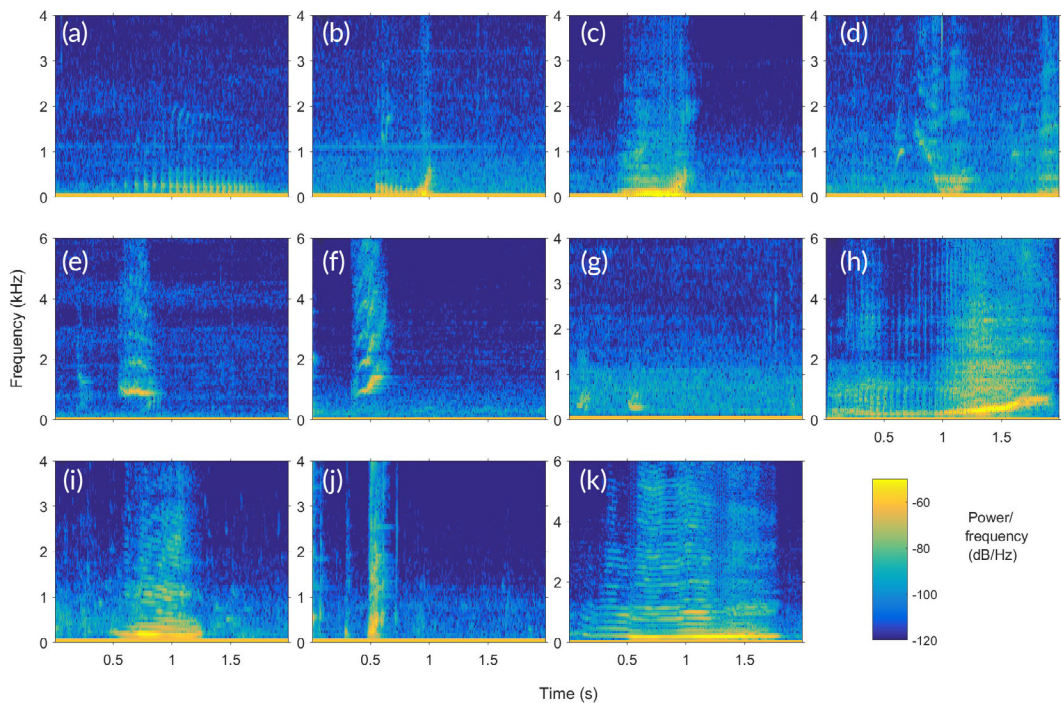 4 (a) 4 (b) 4 (c) 4 (d)
3 3 3 3
2 2 2 2
1 1 1 1
0 0 0 0
Frequency (kHz)
6 (e) 6 (f) 4 (g) 6 (h)
3
4 4 4
2
2 2 2
1
0 0 0 0
0.5 1 1.5
4 (i) 4 (j) 6 (k)
3 3
4
2 2
2
1 1
0 0 0
0.5 1 1.5 0.5 1 1.5 0.5 1 1.5
-60
-80
-100
-120
Power/
frequency
(dB/Hz)
Time (s)